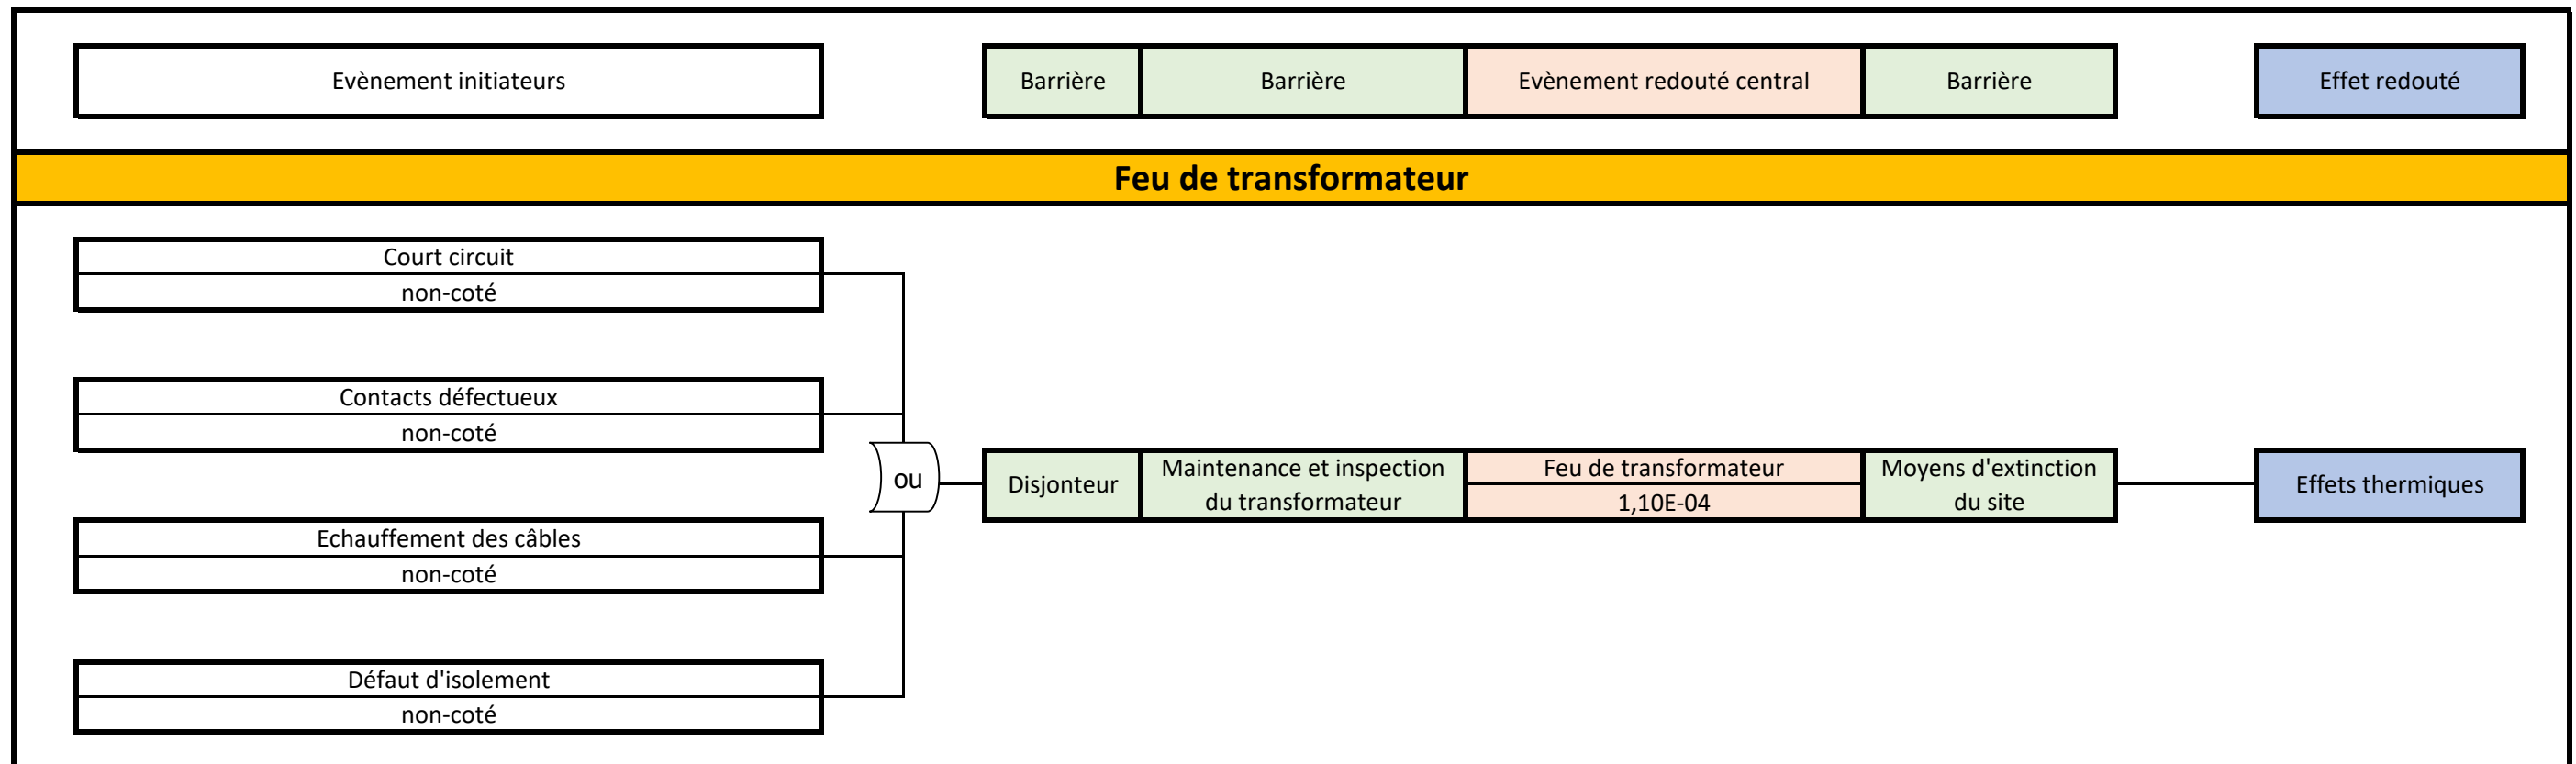 Evènement initiateurs
Barrière
Barrière
Evènement redouté central
Barrière
Effet redouté
Feu de transformateur
Court circuit
non-coté
Contacts défectueux
non-coté
ou
Disjonteur
Maintenance et inspection
du transformateur
Feu de transformateur
1,10E-04
Moyens d'extinction
du site
Effets thermiques
Echauffement des câbles
non-coté
Défaut d'isolement
non-coté